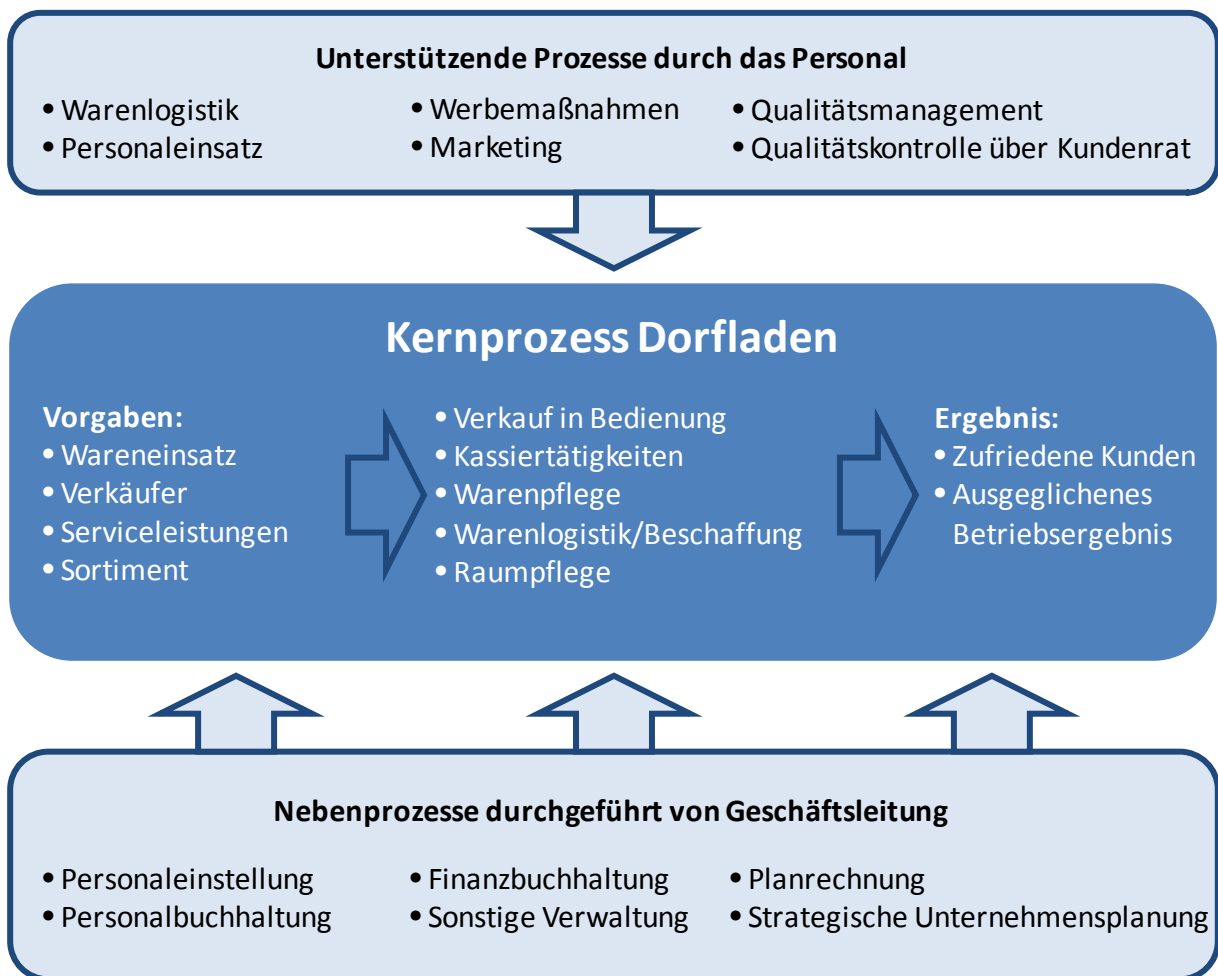 Unterstützende Prozesse durch das Personal
• Warenlogistik
• Personaleinsatz
• Werbemaßnahmen
• Marketing
• Qualitätsmanagement
• Qualitätskontrolle über Kundenrat
Kernprozess Dorfladen
Vorgaben:
• Wareneinsatz
• Verkäufer
• Serviceleistungen
• Sortiment
• Verkauf in Bedienung
• Kassiertätigkeiten
• Warenpflege
• Warenlogistik/Beschaffung
• Raumpflege
Ergebnis:
• Zufriedene Kunden
• Ausgeglichenes
Betriebsergebnis
Nebenprozesse durchgeführt von Geschäftsleitung
• Personaleinstellung
• Personalbuchhaltung
• Finanzbuchhaltung
• Sonstige Verwaltung
• Planrechnung
• Strategische Unternehmensplanung